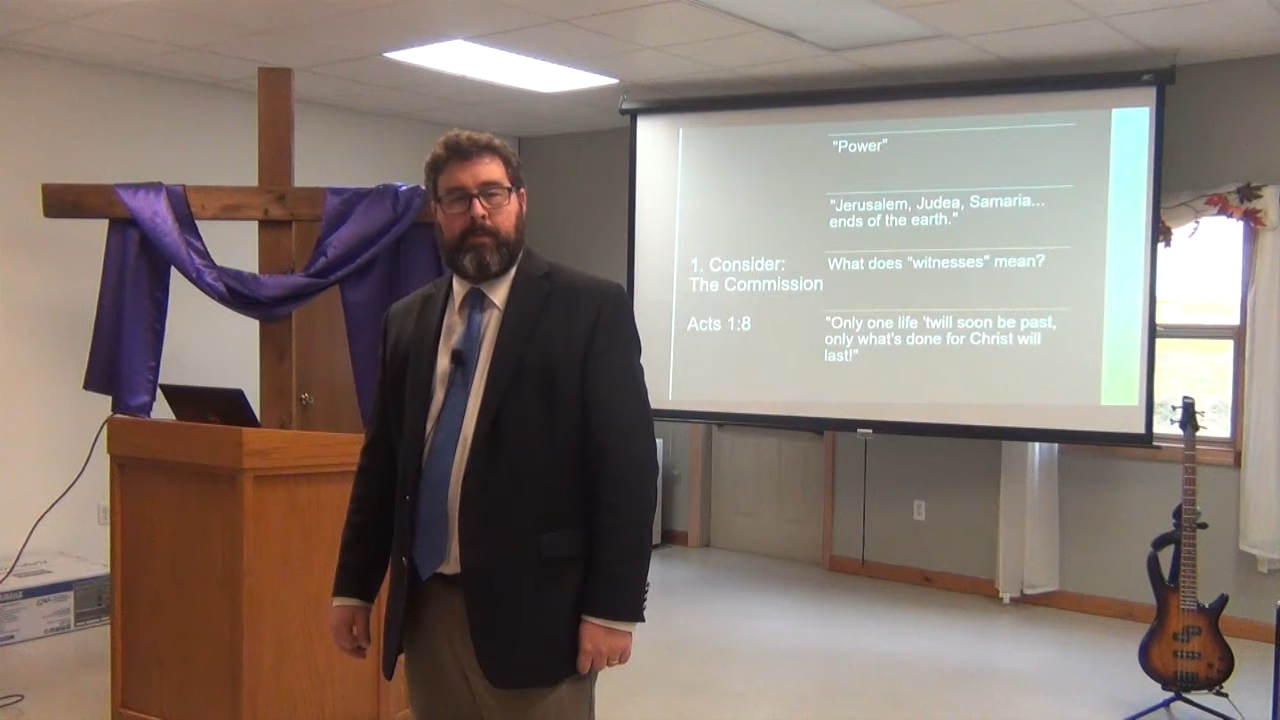 "Power"
"Jerusalem, Judea, Samaria...
ends of the earth."
1. Consider:
The Commission
Acts 1:8
What does "witnesses" mean?
"Only one life 'twill soon be past,
only what's done for Christ will
last!"